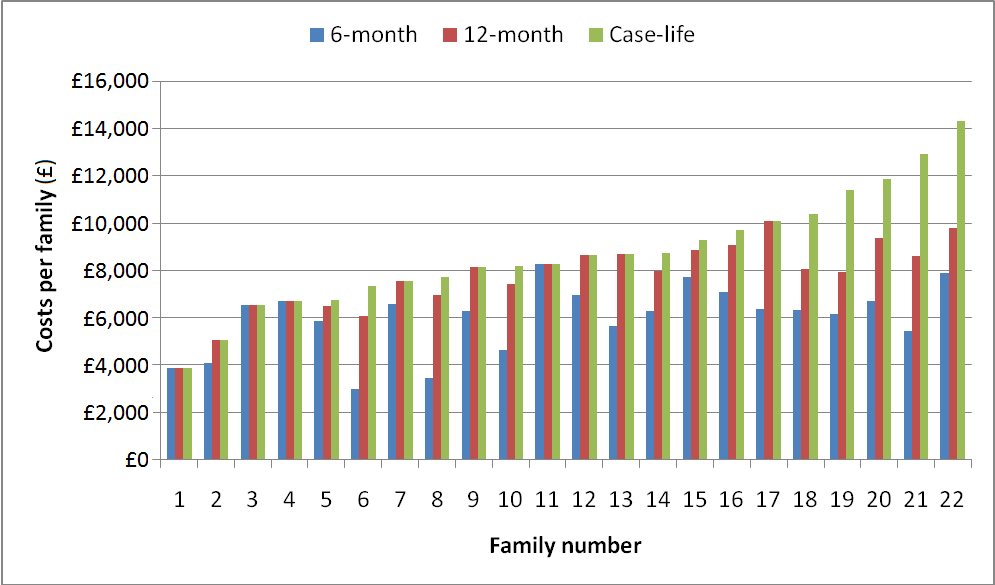 6-month 12-month Case-life
£16,000
£14,000
£12,000
£10,000
£8,000
£6,000
£4,000
£2,000
£0
Costs per family (£)
1 2 3 4 5 6 7 8 9 10 11 12 13 14 15 16 17 18 19 20 21 22
Family number